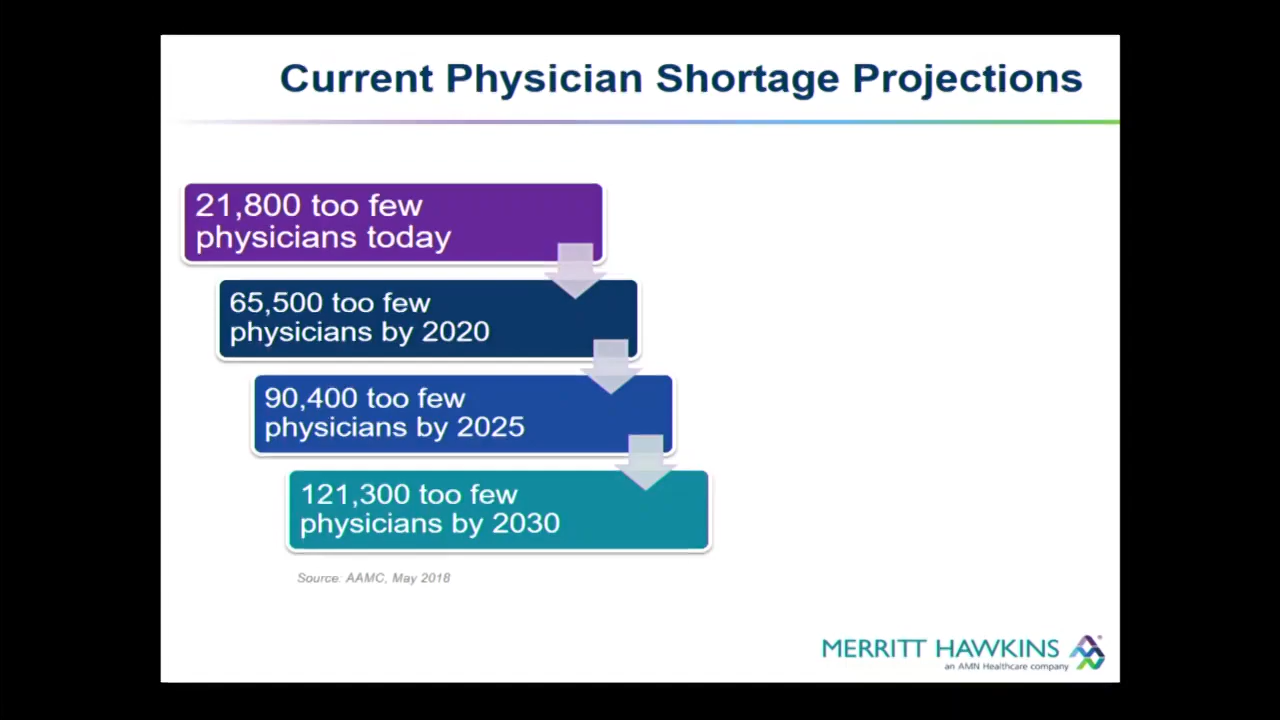 Current Physician Shortage Projections
21,800 too few
physicians today
65,500 too few
physicians by 2020
90,400 too few
physicians by 2025
121,300 too few
physicians by 2030
Source: AAMC, May 2018
MERRITT HAWKINS
an AMN Healthcare company